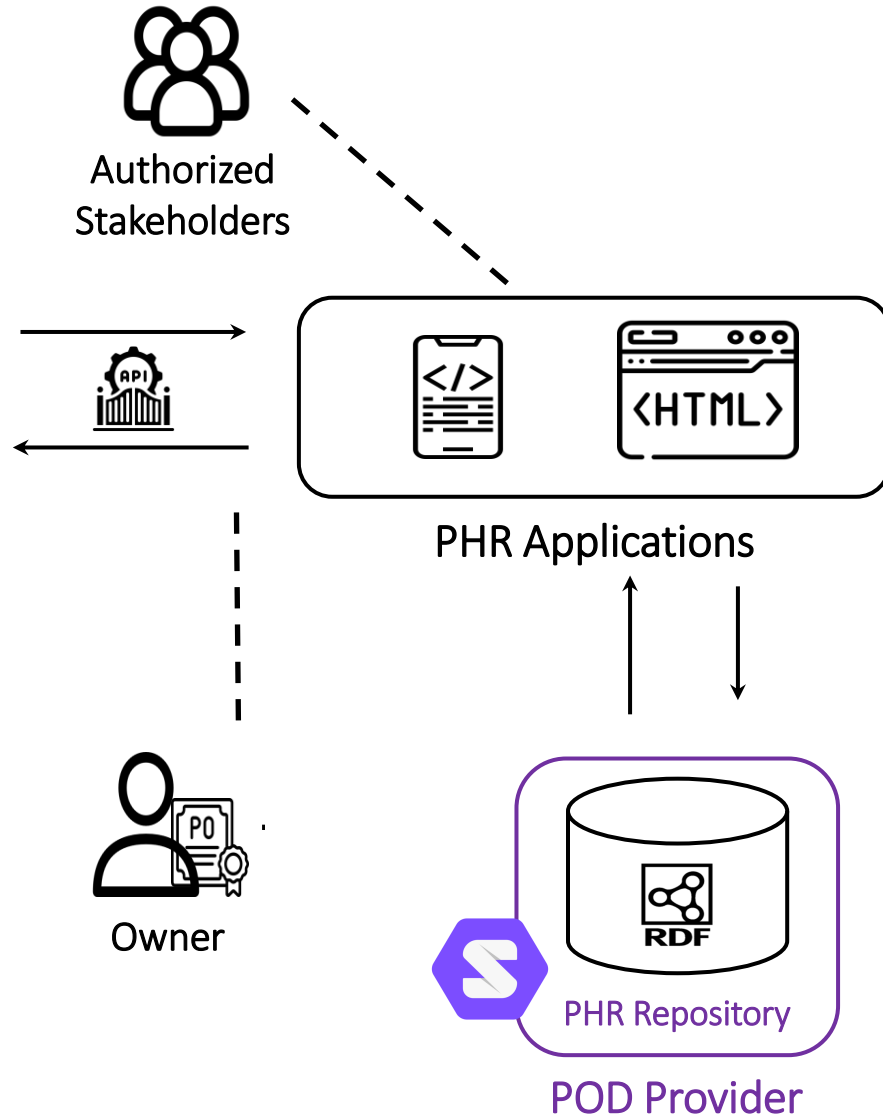 Authorized
Stakeholders
API
</>
<HTML>
PHR Applications
PO
Owner
RDF
PHR Repository
POD Provider